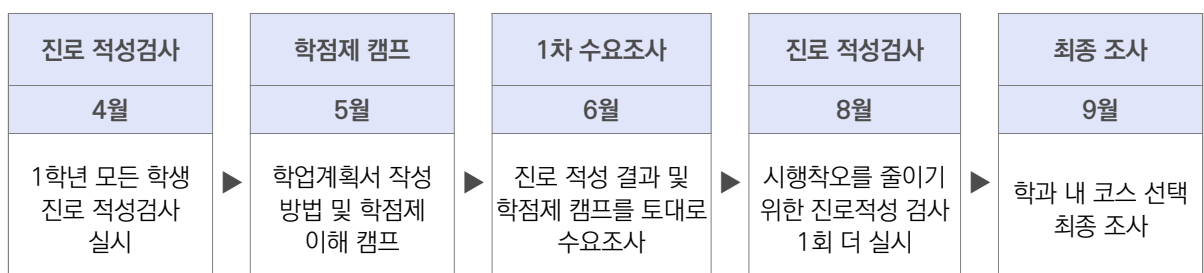 진로 적성검사
4월
1학년 모든 학생
진로 적성검사
실시
▶
학점제 캠프
5월
학업계획서 작성
방법 및 학점제
이해 캠프
▶
1차 수요조사
6월
진로 적성 결과 및
학점제 캠프를 토대로
수요조사
▶
진로 적성검사
8월
시행착오를 줄이기
위한 진로적성 검사
1회 더 실시
▶
최종 조사
9월
학과 내 코스 선택
최종 조사